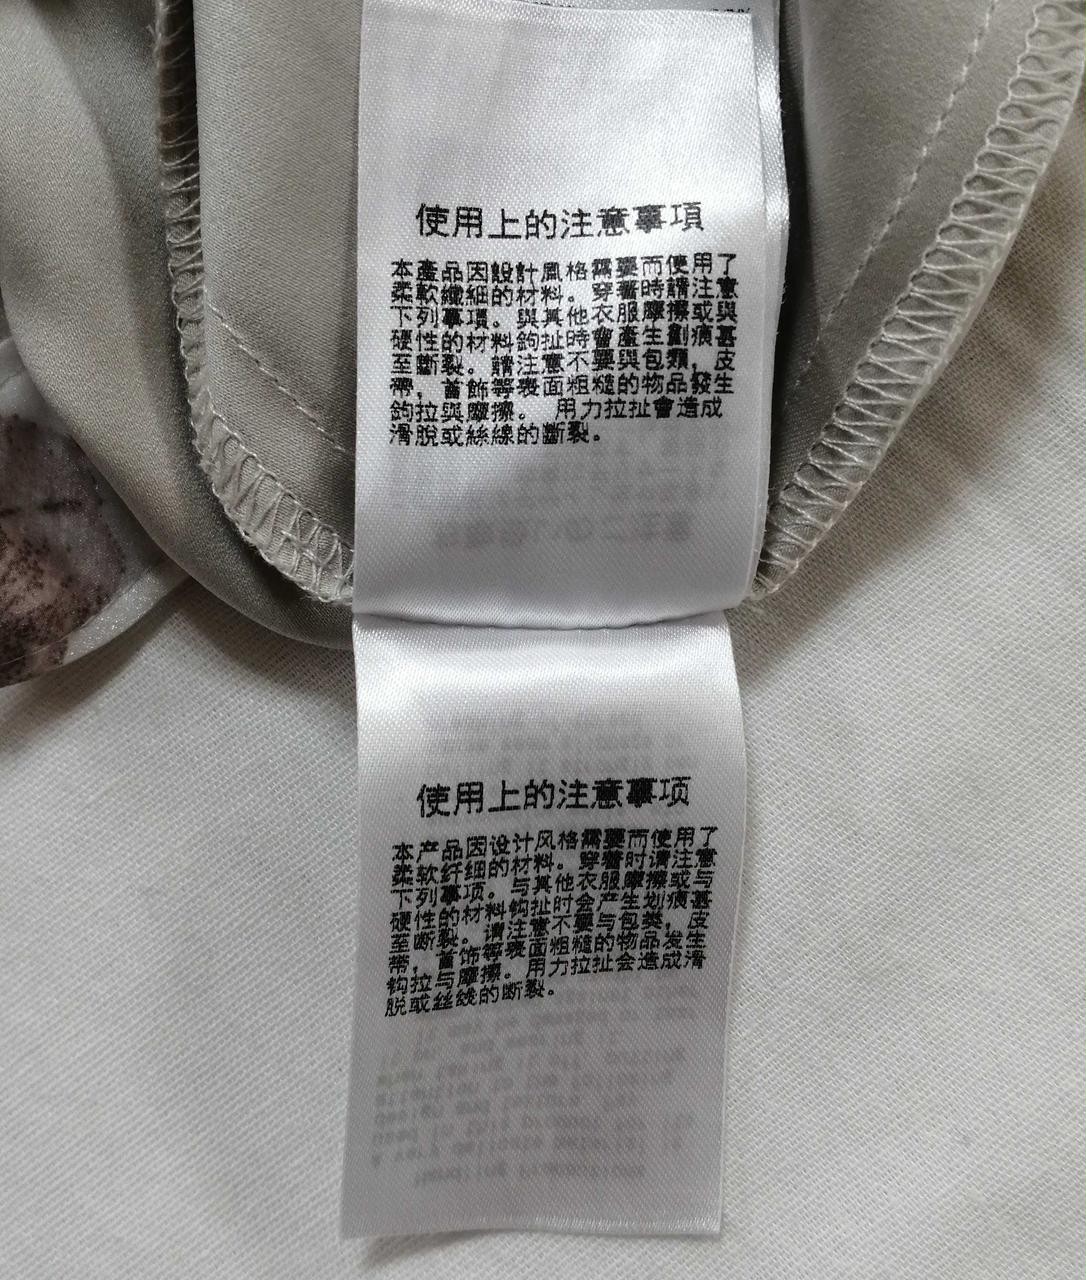 使用上的注意事項
本產品因設計風格需要而使用了
柔軟纖細的材料。穿著時請注意
下列事項。與其他衣服摩擦或與
硬性的材料鉤扯時會產生劃痕甚
至斷裂。請注意不要與包類，皮
帶，首飾等表面粗糙的物品發生
鉤拉與摩擦。 用力拉扯會造成
滑脫或絲線的斷裂。
使用上的注意事项
本产品因设计风格需要而使用了
柔软纤细的材料。穿着时请注意
下列事项。与其他衣服摩擦或与
硬性的材料钩扯时会产生划痕甚
至断裂。请注意不要与包类，皮
带，首饰等表面粗糙的物品发生
钩拉与摩擦。用力拉扯会造成滑
脱或丝线的断裂。